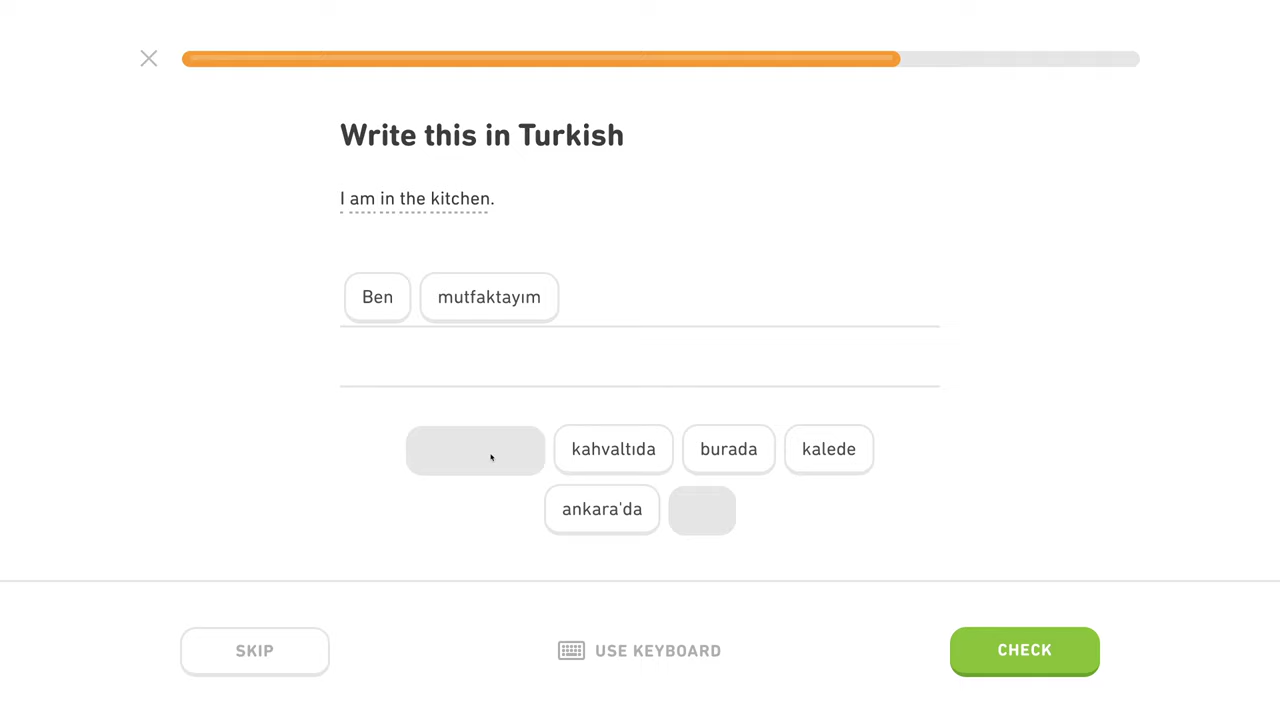 Write this in Turkish
I am in the kitchen.
Ben mutfaktayım
kahvaltıda burada kalede
ankara'da
SKIP USE KEYBOARD CHECK